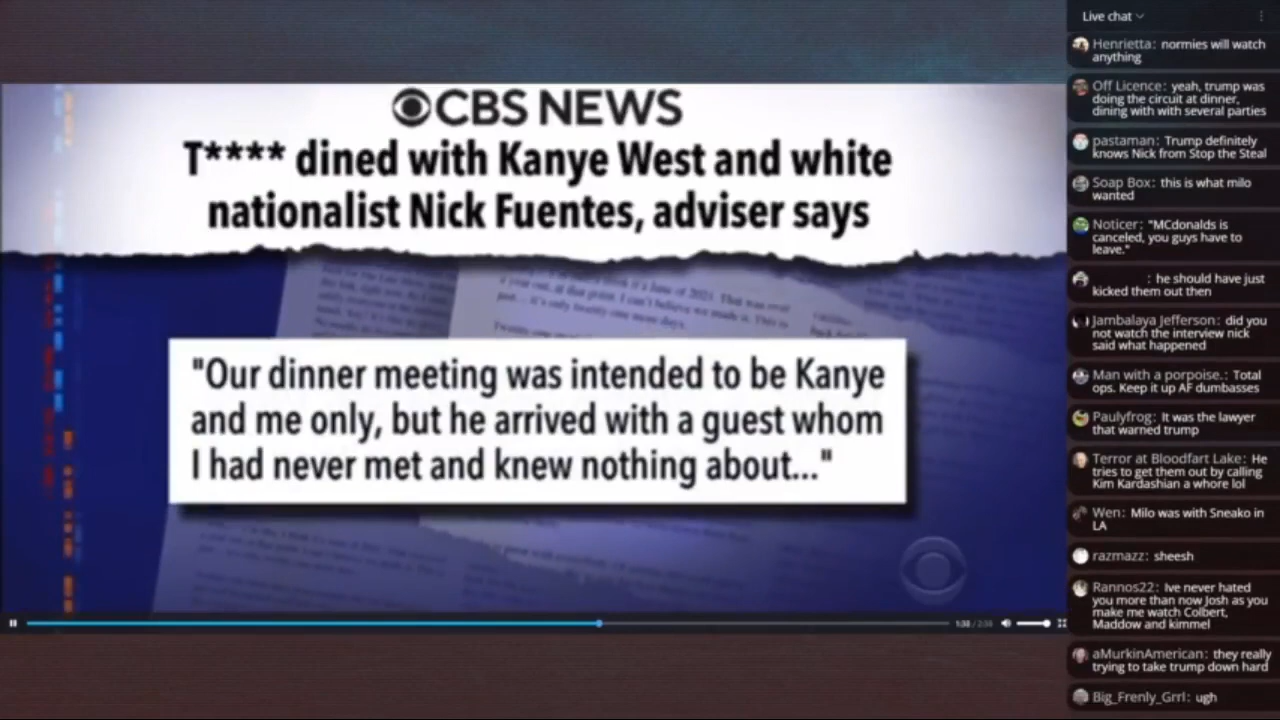 CBS NEWS
T**** dined with Kanye West and white
nationalist Nick Fuentes, adviser says
"Our dinner meeting was intended to be Kanye
and me only, but he arrived with a guest whom
I had never met and knew nothing about..."
Live chat
Henrietta: normies will watch
anything
Off Licence: yeah, trump was
doing the circuit at dinner,
dining with with several parties
pastaman: Trump definitely
knows Nick from Stop the Steal
Soap Box: this is what milo
wanted
Noticer: "MCdonalds is
canceled, you guys have to
leave."
: he should have just
kicked them out then
Jambalaya Jefferson: did you
not watch the interview nick
said what happened
Man with a porpoise.: Total
ops. Keep it up AF dumbasses
Paulyfrog: It was the lawyer
that warned trump
Terror at Bloodfart Lake: He
tries to get them out by calling
Kim Kardashian a whore lol
Wen: Milo was with Sneako in
LA
razmazz: sheesh
Rannos22: Ive never hated
you more than now Josh as you
make me watch Colbert,
Maddow and kimmel
aMurkinAmerican: they really
trying to take trump down hard
Big_Frenly_Grrl: ugh